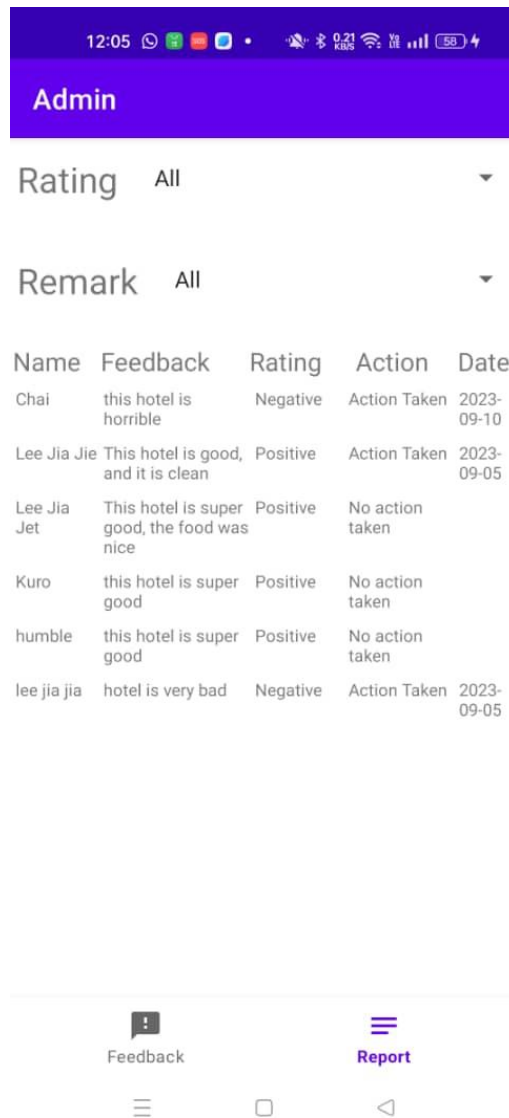 12:05 0.21 KB/S 58
Admin
Rating All
Remark All
Name Feedback Rating Action Date
Chai this hotel is Negative Action Taken 2023-
horrible 09-10
Lee Jia Jie This hotel is good, Positive Action Taken 2023-
and it is clean 09-05
Lee Jia This hotel is super Positive No action
Jet good, the food was taken
nice
Kuro this hotel is super Positive No action
good taken
humble this hotel is super Positive No action
good taken
lee jia jia hotel is very bad Negative Action Taken 2023-
09-05
Feedback Report